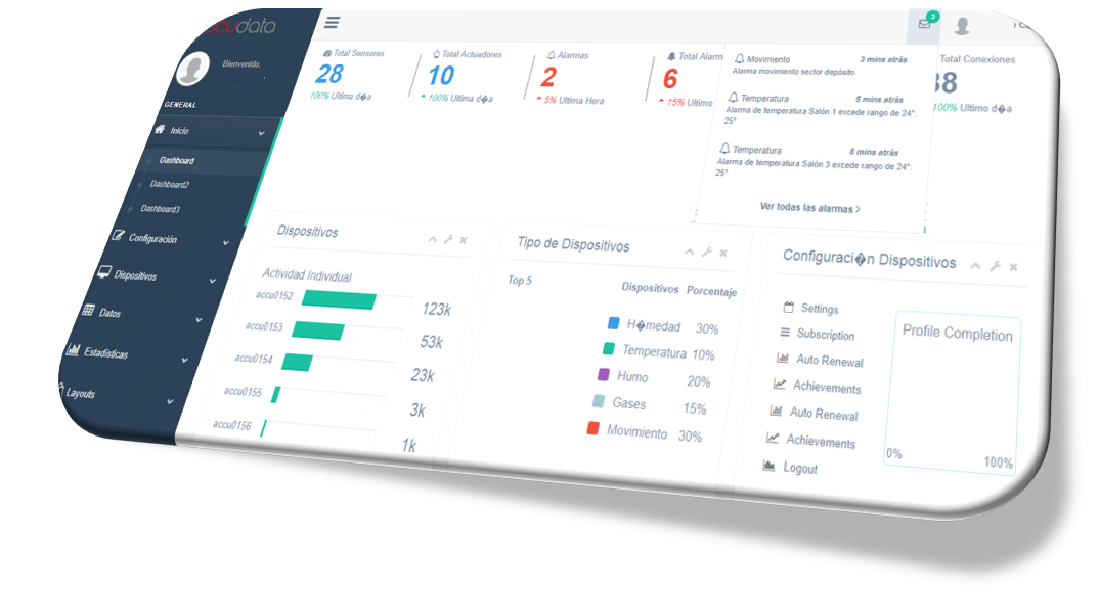 accudata
3
Bienvenido,
GENERAL
Inicio
Dashboard
Dashboard2
Dashboard3
Configuración
Dispositivos
Datos
Estadísticas
Layouts
Total Sensores
28
100% Ultima d�a
Total Actuadores
10
100% Ultima d�a
Alarmas
2
5% Ultima Hora
Total Alarm
6
15% Ultimo
Total Conexiones
38
100% Ultimo d�a
Movimiento 3 mins atrás
Alarma movimiento sector depósito.
Temperatura 5 mins atrás
Alarma de temperatura Salón 1 excede rango de 24°:
25°
Temperatura 8 mins atrás
Alarma de temperatura Salón 3 excede rango de 24°:
25°
Ver todas las alarmas >
Dispositivos
Actividad Individual
accu0152 123k
accu0153 53k
accu0154 23k
accu0155 3k
accu0156 1k
Tipo de Dispositivos
Top 5 Dispositivos Porcentaje
H�medad 30%
Temperatura 10%
Humo 20%
Gases 15%
Movimiento 30%
Configuraci�n Dispositivos
Settings
Subscription
Auto Renewal
Achievements
Auto Renewal
Achievements
Logout
Profile Completion
0% 100%